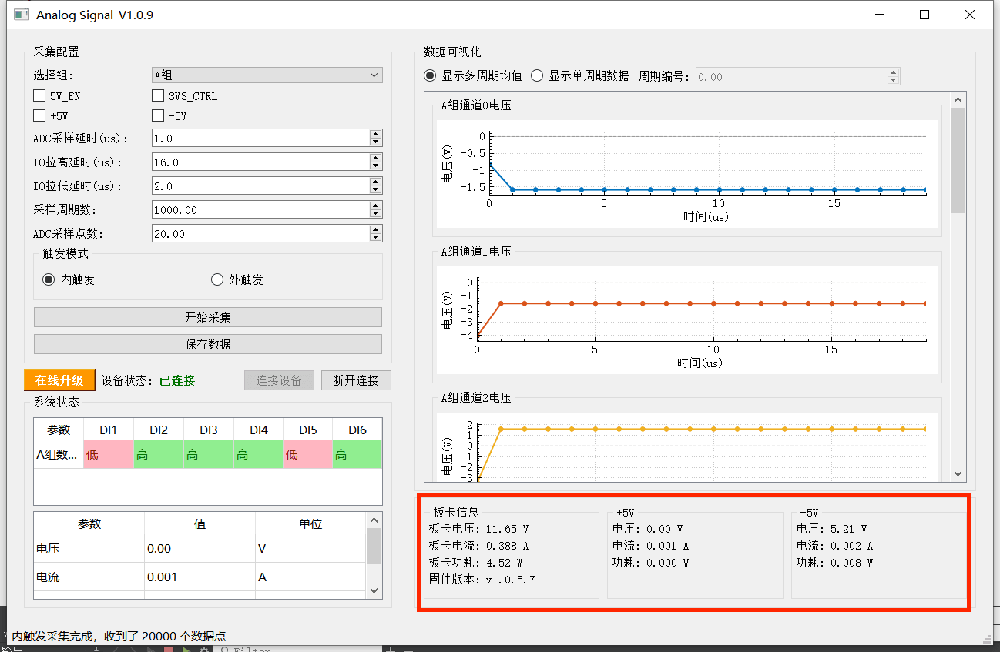 Analog Signal_V1.0.9
采集配置
选择组:
A组
5V_EN
3V3_CTRL
+5V
-5V
ADC采样延时(us):
1.0
IO拉高延时(us):
16.0
IO拉低延时(us):
2.0
采样周期数:
1000.00
ADC采样点数:
20.00
触发模式
内触发
外触发
开始采集
保存数据
在线升级
设备状态:
已连接
连接设备
断开连接
系统状态
参数 DI1 DI2 DI3 DI4 DI5 DI6
A组数... 低 高 高 高 低 高
参数 值 单位
电压 0.00 V
电流 0.001 A
数据可视化
显示多周期均值
显示单周期数据
周期编号:
0.00
A组通道0电压
0
-0.5
-1
-1.5
电压(V)
0 5 10 15
时间(us)
A组通道1电压
0
-1
-2
-3
-4
电压(V)
0 5 10 15
时间(us)
A组通道2电压
2
1
0
-1
-2
-3
电压(V)
板卡信息
板卡电压: 11.65 V
板卡电流: 0.388 A
板卡功耗: 4.52 W
固件版本: v1.0.5.7
+5V
电压: 0.00 V
电流: 0.001 A
功耗: 0.000 W
-5V
电压: 5.21 V
电流: 0.002 A
功耗: 0.008 W
内触发采集完成，收到了 20000 个数据点